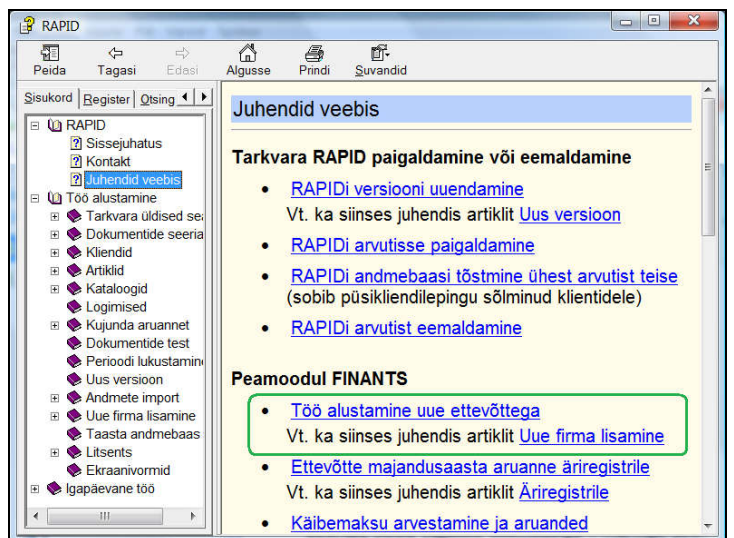 RAPID
Peida Tagasi Edasi Algusse Prindi Suvandid
Sisukord Register Otsing
RAPID
Sissejuhatus
Kontakt
Juhendid veebis
Töö alustamine
Tarkvara üldised sea
Dokumentide seeria
Kliendid
Artiklid
Kataloogid
Logimised
Kujunda aruannet
Dokumentide test
Perioodi lukustamine
Uus versioon
Andmete import
Uue firma lisamine
Taasta andmebaas
Litsents
Ekraanivormid
Igapäevane töö
Juhendid veebis
Tarkvara RAPID paigaldamine või eemaldamine
• RAPIDi versiooni uuendamine
Vt. ka siinses juhendis artiklit Uus versioon
• RAPIDi arvutisse paigaldamine
• RAPIDi andmebaasi tõstmine ühest arvutist teise
(sobib püsikliendilepingu sõlminud klientidele)
• RAPIDi arvutist eemaldamine
Peamoodul FINANTS
• Töö alustamine uue ettevõttega
Vt. ka siinses juhendis artiklit Uue firma lisamine
• Ettevõtte majandusaasta aruanne äriregistrile
Vt. ka siinses juhendis artiklit Äriregistrile
• Käibemaksu arvestamine ja aruanded